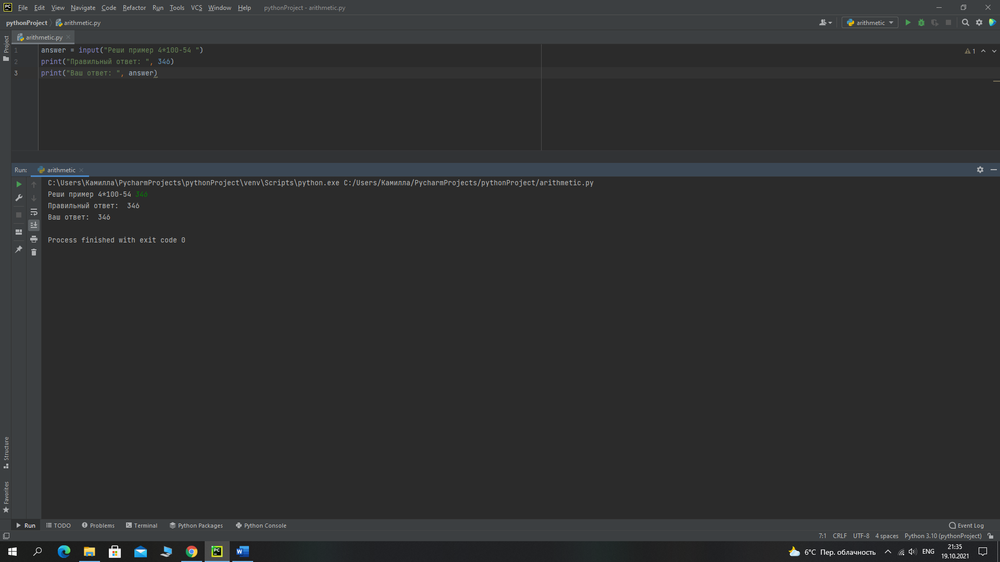 PC File Edit View Navigate Code Refactor Run Tools VCS Window Help pythonProject - arithmetic.py
pythonProject arithmetic.py arithmetic
Project
arithmetic.py
1 answer = input("Реши пример 4*100-54 ") 1
2 print("Правильный ответ: ", 346)
3 print("Ваш ответ: ", answer)
Run: arithmetic
C:\Users\Камилла\PycharmProjects\pythonProject\venv\Scripts\python.exe C:/Users/Камилла/PycharmProjects/pythonProject/arithmetic.py
Реши пример 4*100-54 346
Правильный ответ:  346
Ваш ответ:  346
Process finished with exit code 0
Structure
Favorites
Run TODO Problems Terminal Python Packages Python Console Event Log
7:1 CRLF UTF-8 4 spaces Python 3.10 (pythonProject)
PC W 6°C Пер. облачность ENG 21:35
19.10.2021